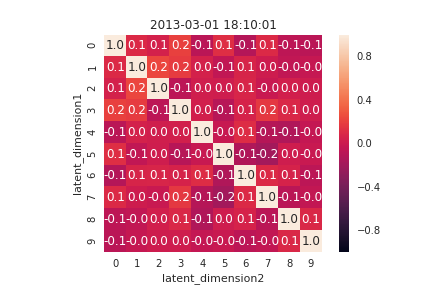 2013-03-01 18:10:01
0 1.0 0.1 0.1 0.2 -0.1 0.1 -0.1 0.1 -0.1 -0.1
1 0.1 1.0 0.2 0.2 0.0 -0.1 0.1 0.0 -0.0 -0.0
2 0.1 0.2 1.0 -0.1 0.0 0.0 0.1 -0.0 0.0 0.0
3 0.2 0.2 -0.1 1.0 0.0 -0.1 0.1 0.2 0.1 0.0
4 -0.1 0.0 0.0 0.0 1.0 -0.0 0.1 -0.1 -0.1 -0.0
5 0.1 -0.1 0.0 -0.1 -0.0 1.0 -0.1 -0.2 0.0 -0.0
6 -0.1 0.1 0.1 0.1 0.1 -0.1 1.0 0.1 0.1 -0.1
7 0.1 0.0 -0.0 0.2 -0.1 -0.2 0.1 1.0 -0.1 -0.0
8 -0.1 -0.0 0.0 0.1 -0.1 0.0 0.1 -0.1 1.0 0.1
9 -0.1 -0.0 0.0 0.0 -0.0 -0.0 -0.1 -0.0 0.1 1.0
0 1 2 3 4 5 6 7 8 9
latent_dimension2
latent_dimension1
0.8
0.4
0.0
−0.4
−0.8